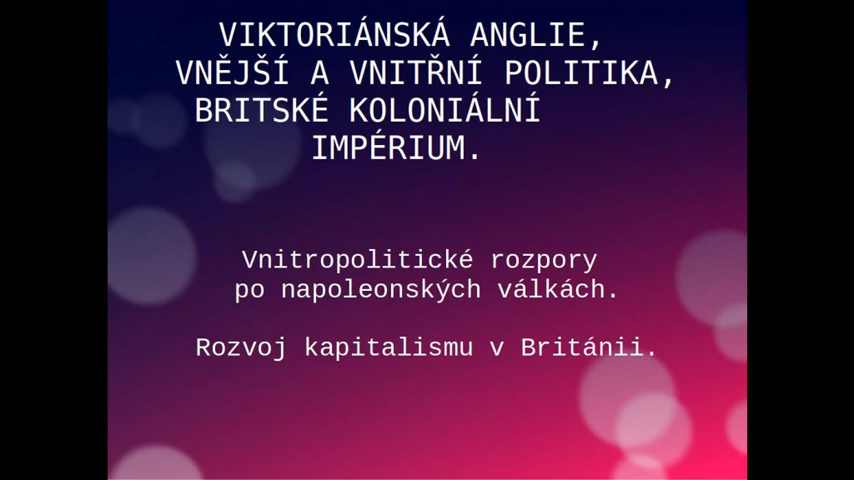 VIKTORIÁNSKÁ ANGLIE,
VNĚJŠÍ A VNITŘNÍ POLITIKA,
BRITSKÉ KOLONIÁLNÍ
IMPÉRIUM.
Vnitropolitické rozpory
po napoleonských válkách.
Rozvoj kapitalismu v Británii.